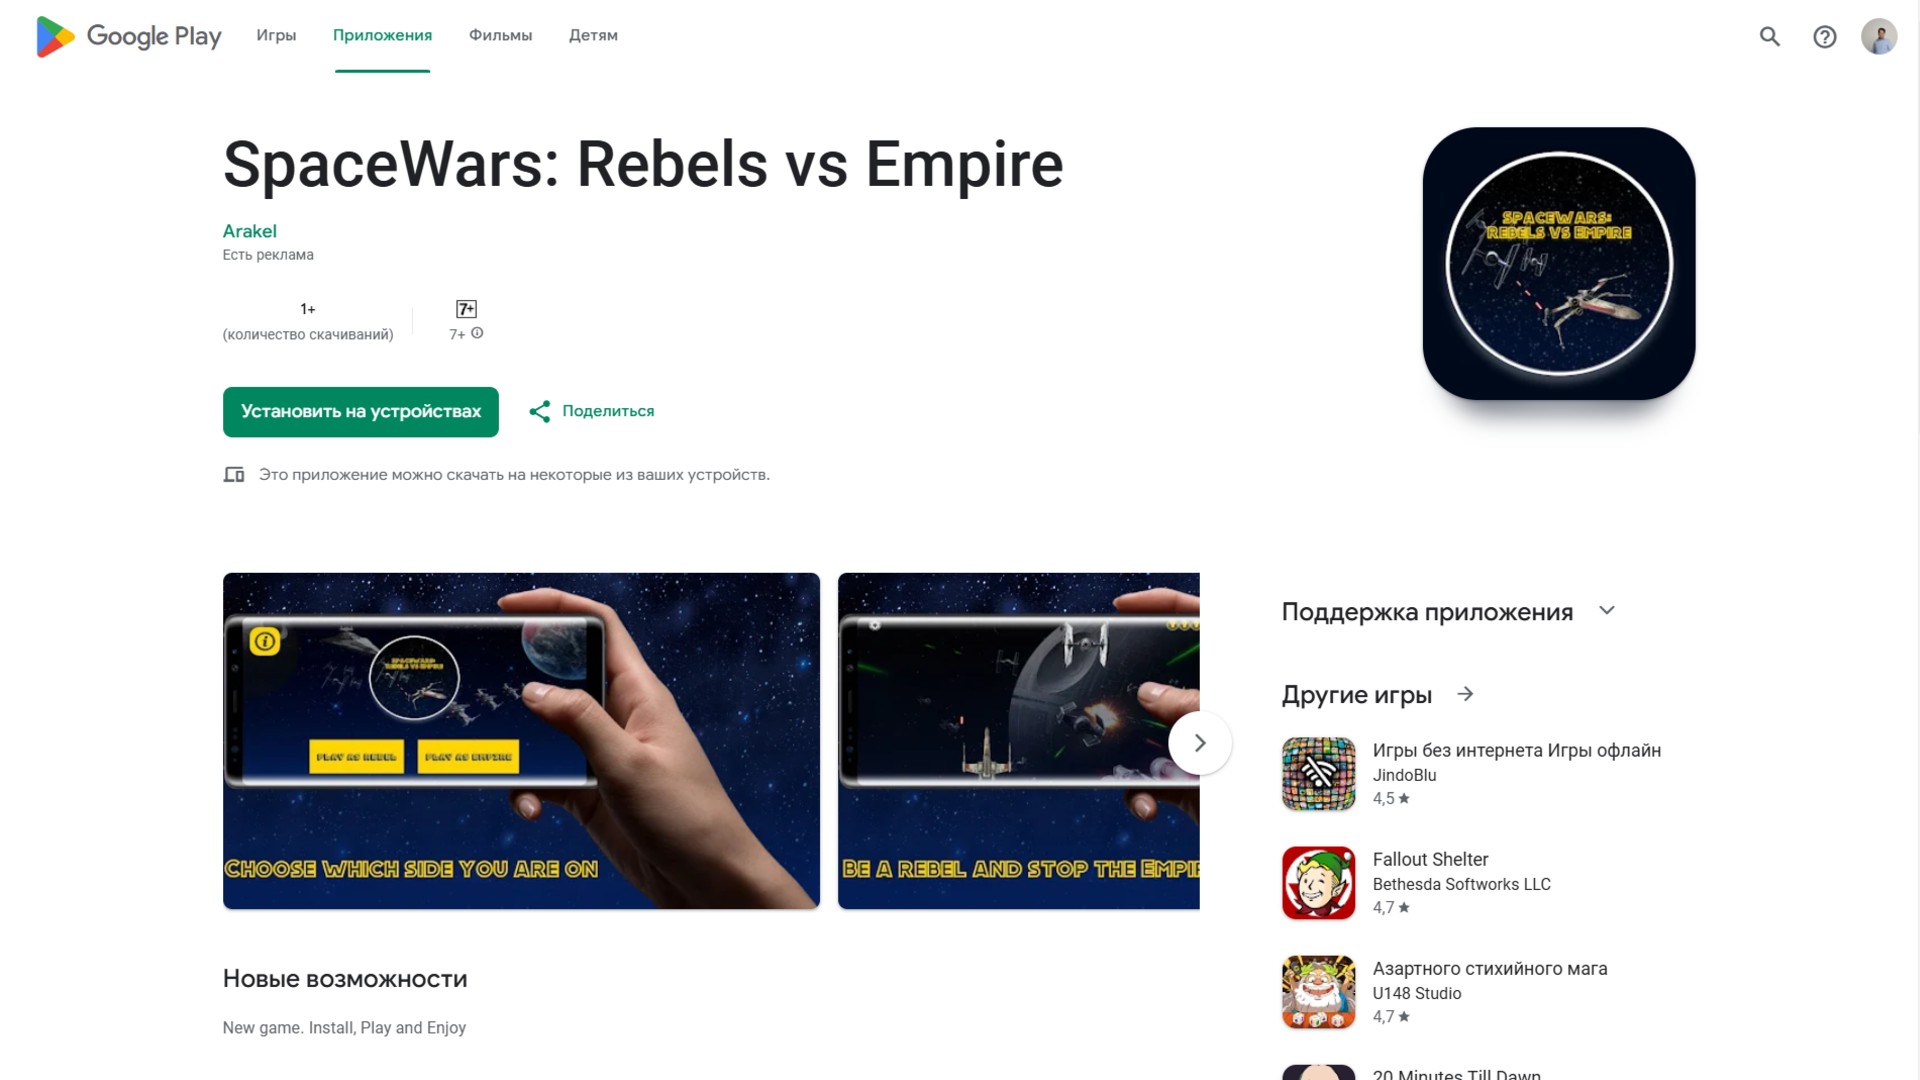 Google Play
Игры
Приложения
Фильмы
Детям
SpaceWars: Rebels vs Empire
Arakel
Есть реклама
1+
(количество скачиваний)
7+
7+
Установить на устройствах
Поделиться
Это приложение можно скачать на некоторые из ваших устройств.
SPACEWARS:
REBELS VS EMPIRE
SPACEWARS:
REBELS VS EMPIRE
PLAY AS REBEL
PLAY AS EMPIRE
CHOOSE WHICH SIDE YOU ARE ON
BE A REBEL AND STOP THE EMPI
Поддержка приложения
Другие игры
Игры без интернета Игры офлайн
JindoBlu
4,5 ★
Fallout Shelter
Bethesda Softworks LLC
4,7 ★
Азартного стихийного мага
U148 Studio
4,7 ★
20 Minutes Till Dawn
Новые возможности
New game. Install, Play and Enjoy